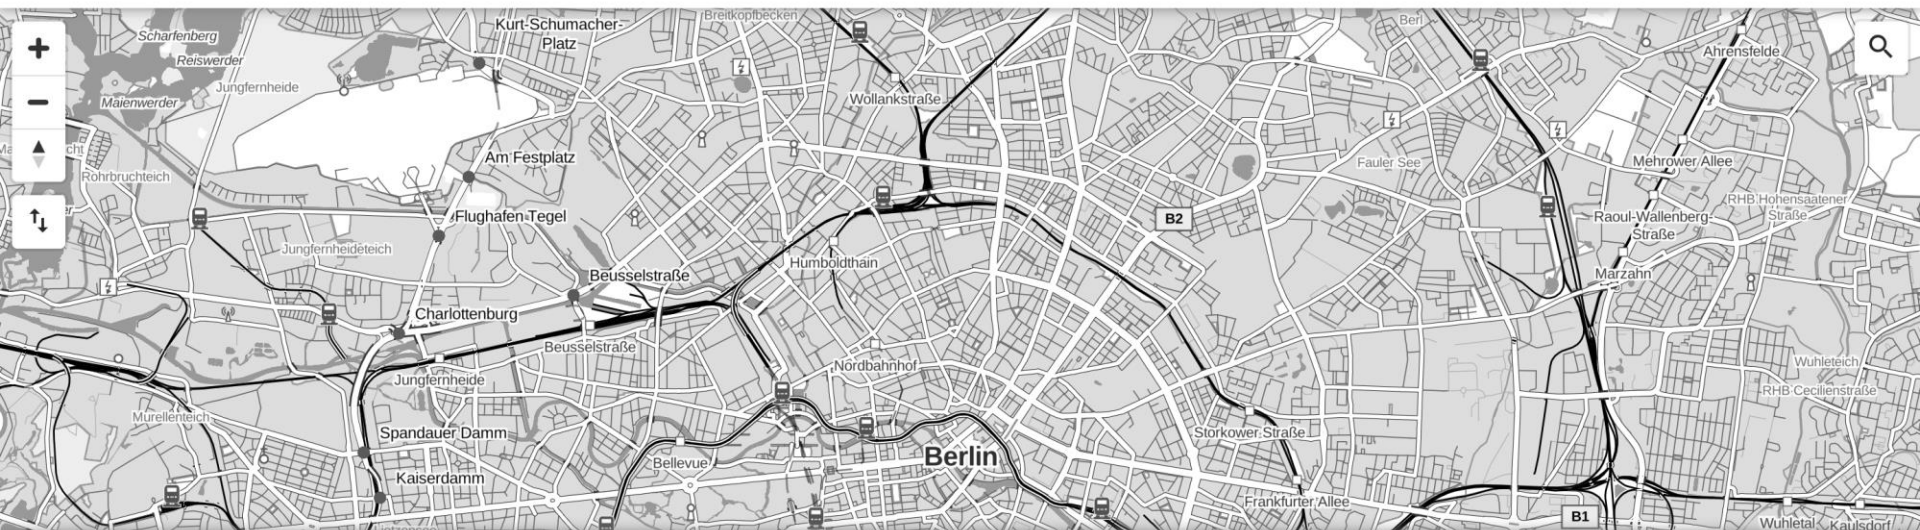 Kurt-Schumacher-
Platz
Breitkopfbecken
Scharfenberg
Reiswerder
Maienwerder
Jungfernheide
Wollankstraße
Ahrensfelde
Am Festplatz
Rohrbruchteich
Fauler See
Mehrower Allee
Flughafen Tegel
B2
RHB Hohensaatener
Straße
Raoul-Wallenberg-
Straße
Jungfernheideteich
Humboldthain
Beusselstraße
Marzahn
Charlottenburg
Beusselstraße
Nordbahnhof
Jungfernheide
Wuhleteich
RHB Cecilienstraße
Murellenteich
Spandauer Damm
Storkower Straße
Berlin
Bellevue
Kaiserdamm
Frankfurter Allee
B1
Wuhletal
Kaulsdorf